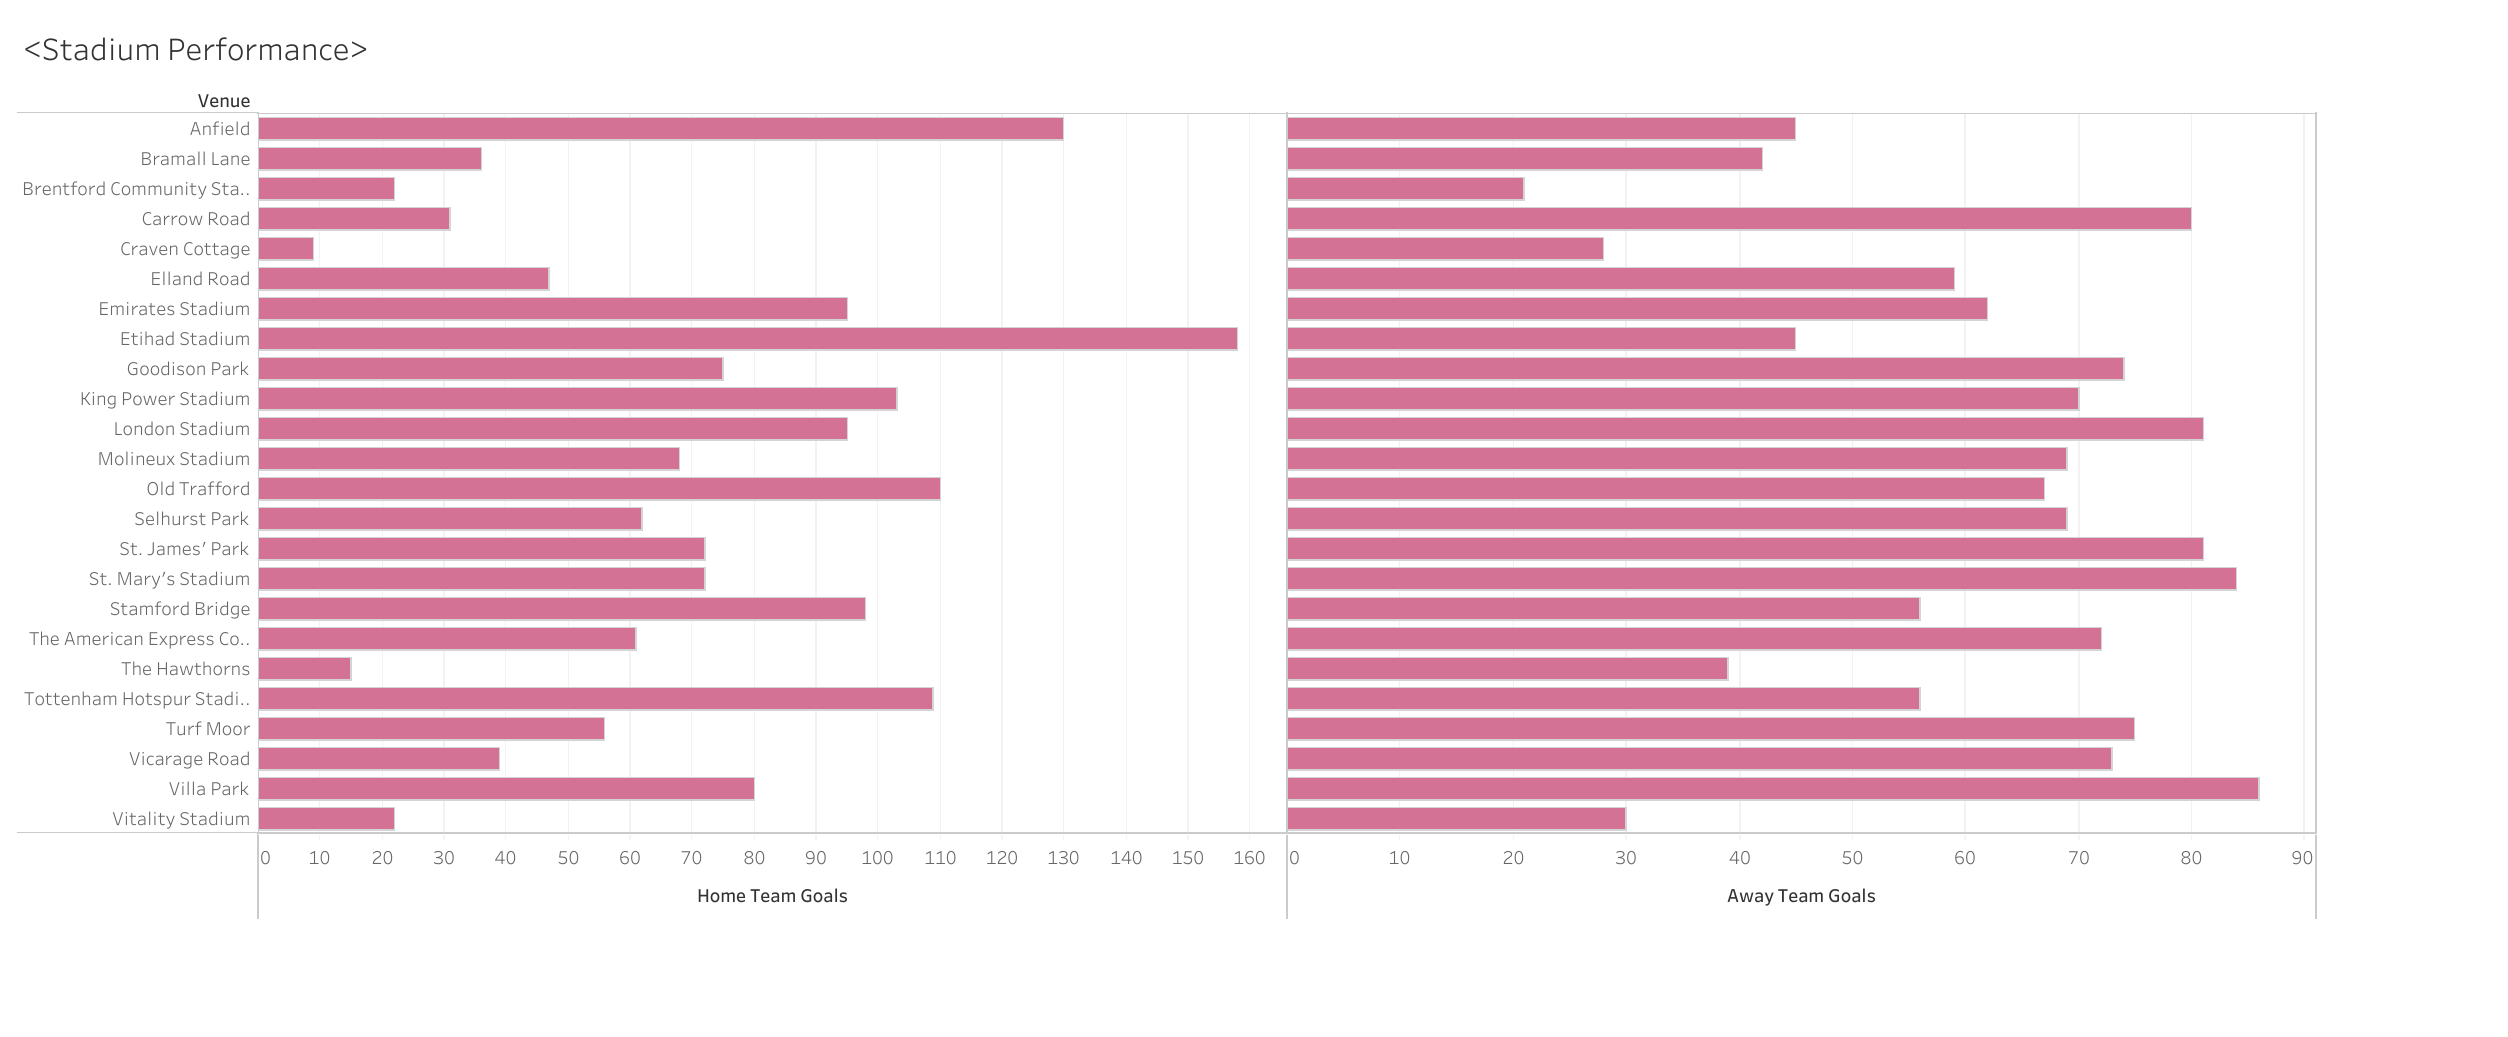 <Stadium Performance>
Venue
Anfield
Bramall Lane
Brentford Community Sta..
Carrow Road
Craven Cottage
Elland Road
Emirates Stadium
Etihad Stadium
Goodison Park
King Power Stadium
London Stadium
Molineux Stadium
Old Trafford
Selhurst Park
St. James’ Park
St. Mary’s Stadium
Stamford Bridge
The American Express Co..
The Hawthorns
Tottenham Hotspur Stadi..
Turf Moor
Vicarage Road
Villa Park
Vitality Stadium
0 10 20 30 40 50 60 70 80 90 100 110 120 130 140 150 160 0 10 20 30 40 50 60 70 80 90
Home Team Goals Away Team Goals